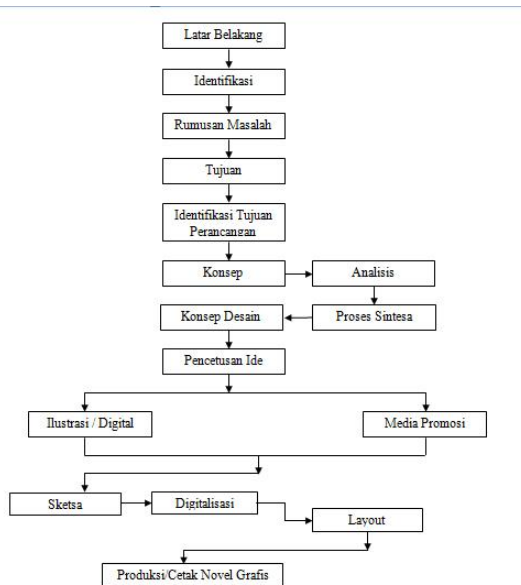 Latar Belakang
Identifikasi
Rumusan Masalah
Tujuan
Identifikasi Tujuan
Perancangan
Konsep
Analisis
Konsep Desain
Proses Sintesa
Pencetusan Ide
Ilustrasi / Digital
Media Promosi
Sketsa
Digitalisasi
Layout
Produksi/Cetak Novel Grafis